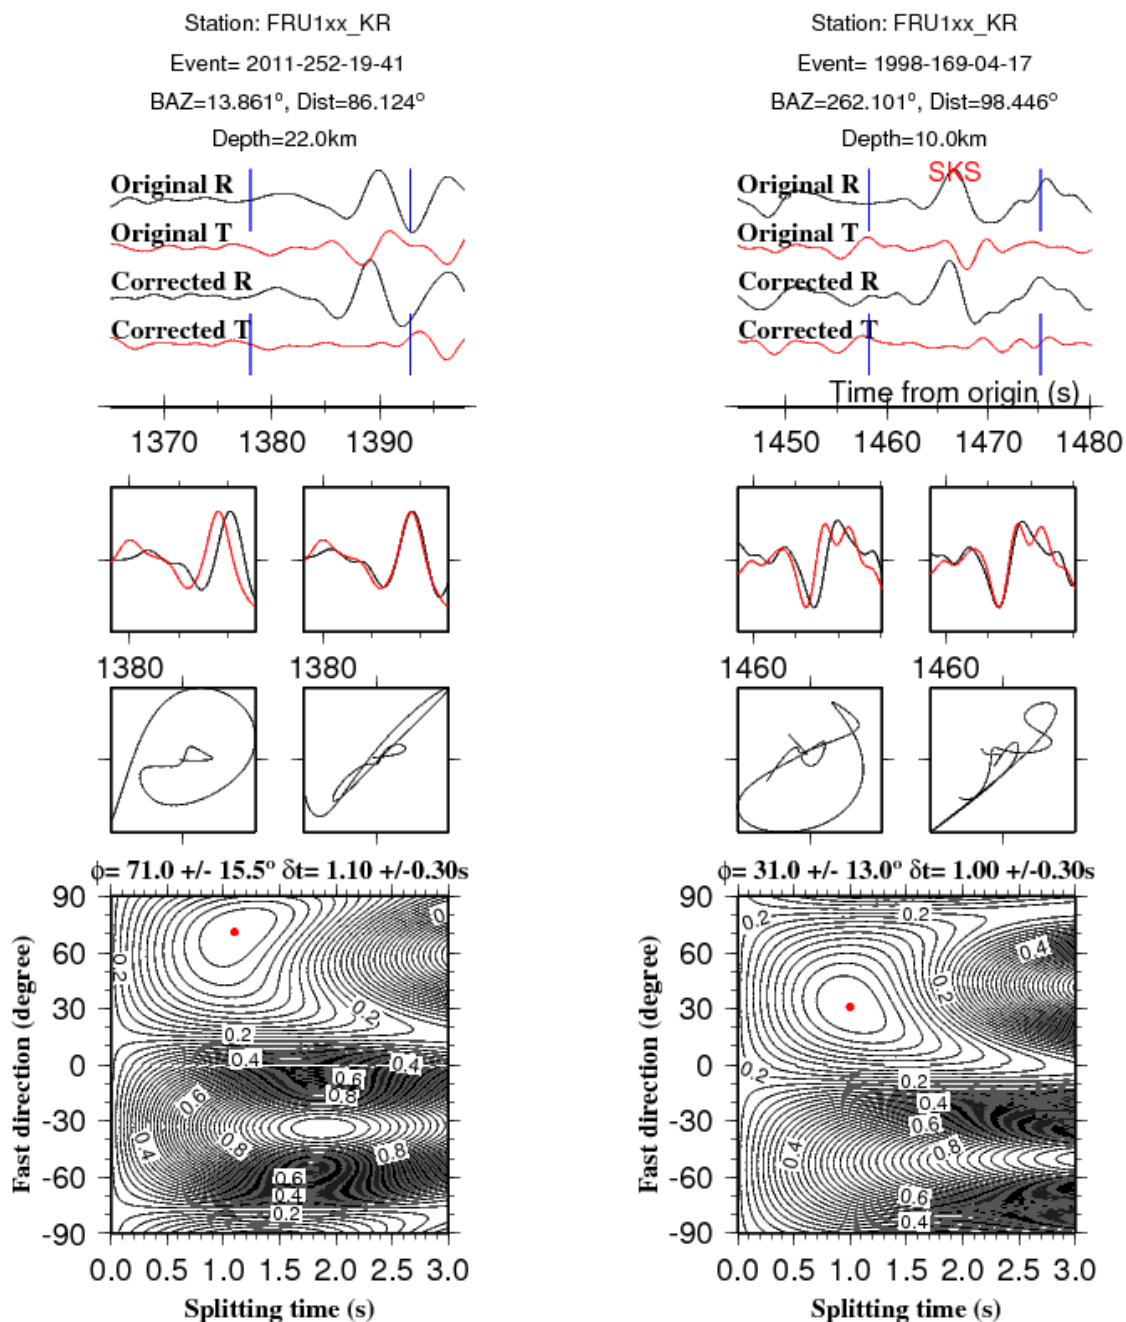 Station: FRU1xx_KR
Event= 2011-252-19-41
BAZ=13.861º, Dist=86.124º
Depth=22.0km
Original R
Original T
Corrected R
Corrected T
1370 1380 1390
1380 1380
ϕ= 71.0 +/- 15.5º δt= 1.10 +/-0.30s
90
60
30
0
-30
-60
-90
Fast direction (degree)
0.2
0.2
0.2
0.4
0.4
0.6
0.8
0.6
0.4
0.8
0.8
0.6
0.4
0.2
0.0 0.5 1.0 1.5 2.0 2.5 3.0
Splitting time (s)
Station: FRU1xx_KR
Event= 1998-169-04-17
BAZ=262.101º, Dist=98.446º
Depth=10.0km
SKS
Original R
Original T
Corrected R
Corrected T
Time from origin (s)
1450 1460 1470 1480
1460 1460
ϕ= 31.0 +/- 13.0º δt= 1.00 +/-0.30s
90
60
30
0
-30
-60
-90
Fast direction (degree)
0.2
0.2
0.4
0.2
0.2
0.2
0.4
0.6
0.4
0.8
0.6
0.4
0.0 0.5 1.0 1.5 2.0 2.5 3.0
Splitting time (s)